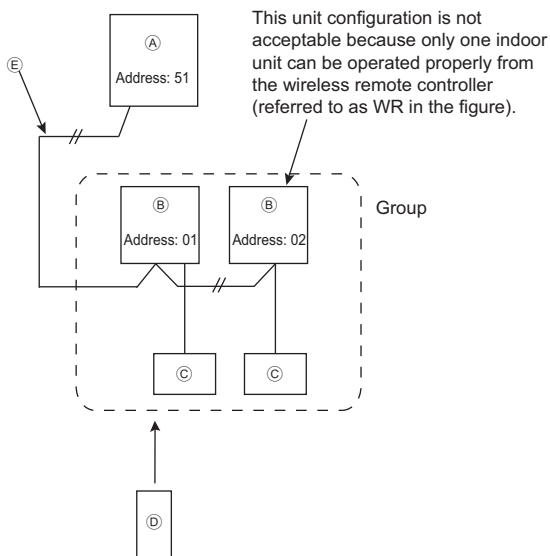 This unit configuration is not
acceptable because only one indoor
unit can be operated properly from
the wireless remote controller
(referred to as WR in the figure).
Ⓐ
Address: 51
Ⓔ
Ⓑ
Address: 01
Ⓑ
Address: 02
Group
Ⓒ
Ⓒ
Ⓓ